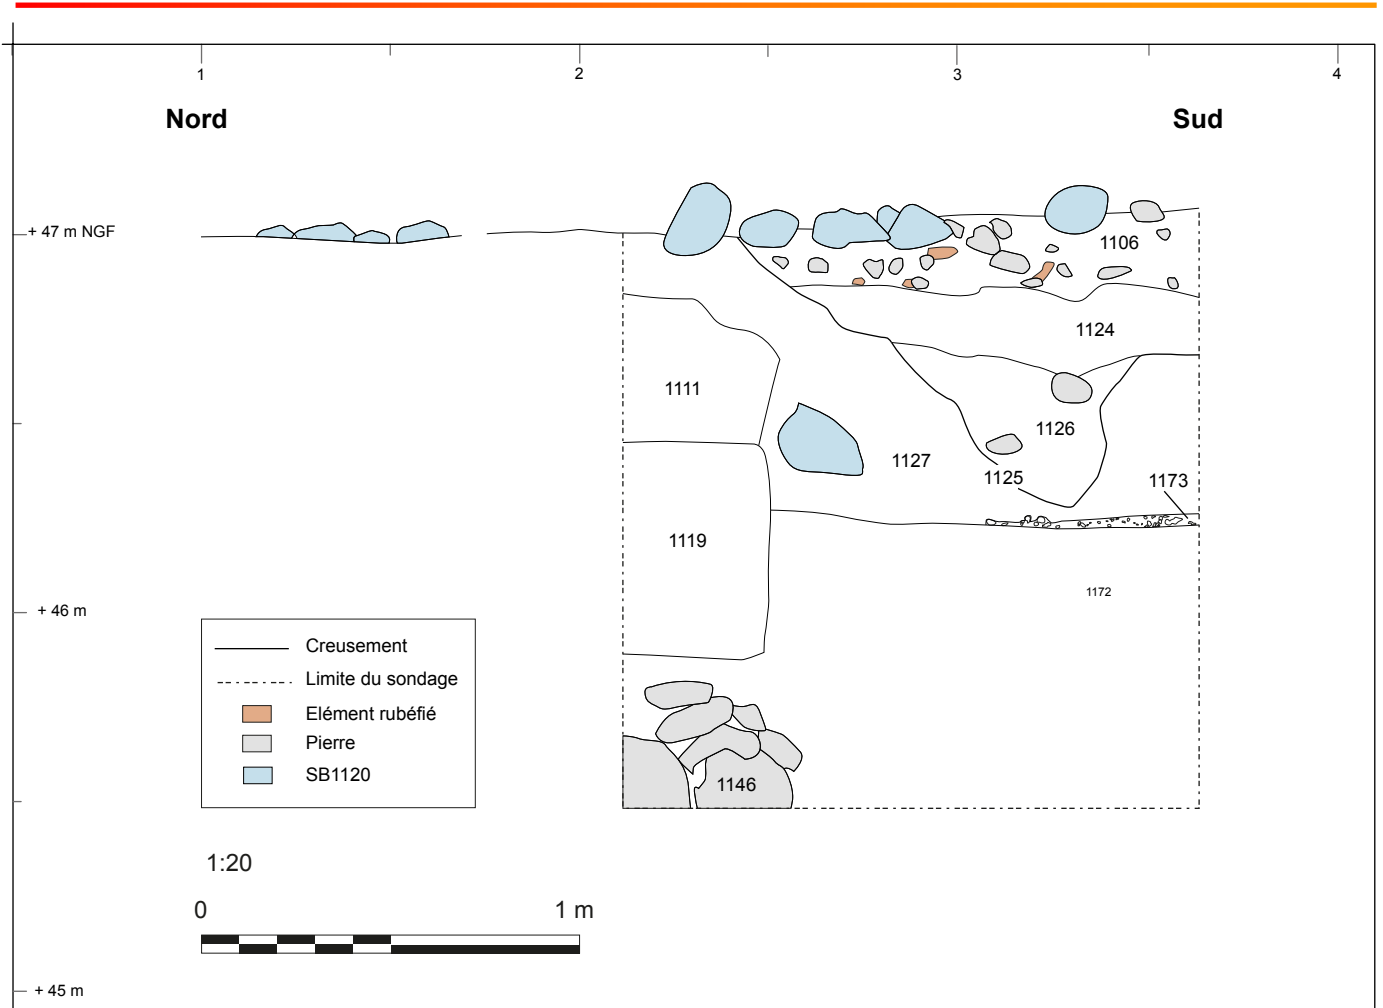 1 2 3 4
Nord Sud
+ 47 m NGF
1106
1124
1111
1126
1127
1125
1173
1119
1172
+ 46 m
Creusement
Limite du sondage
Elément rubéfié
Pierre
SB1120
1146
1:20
0 1 m
+ 45 m